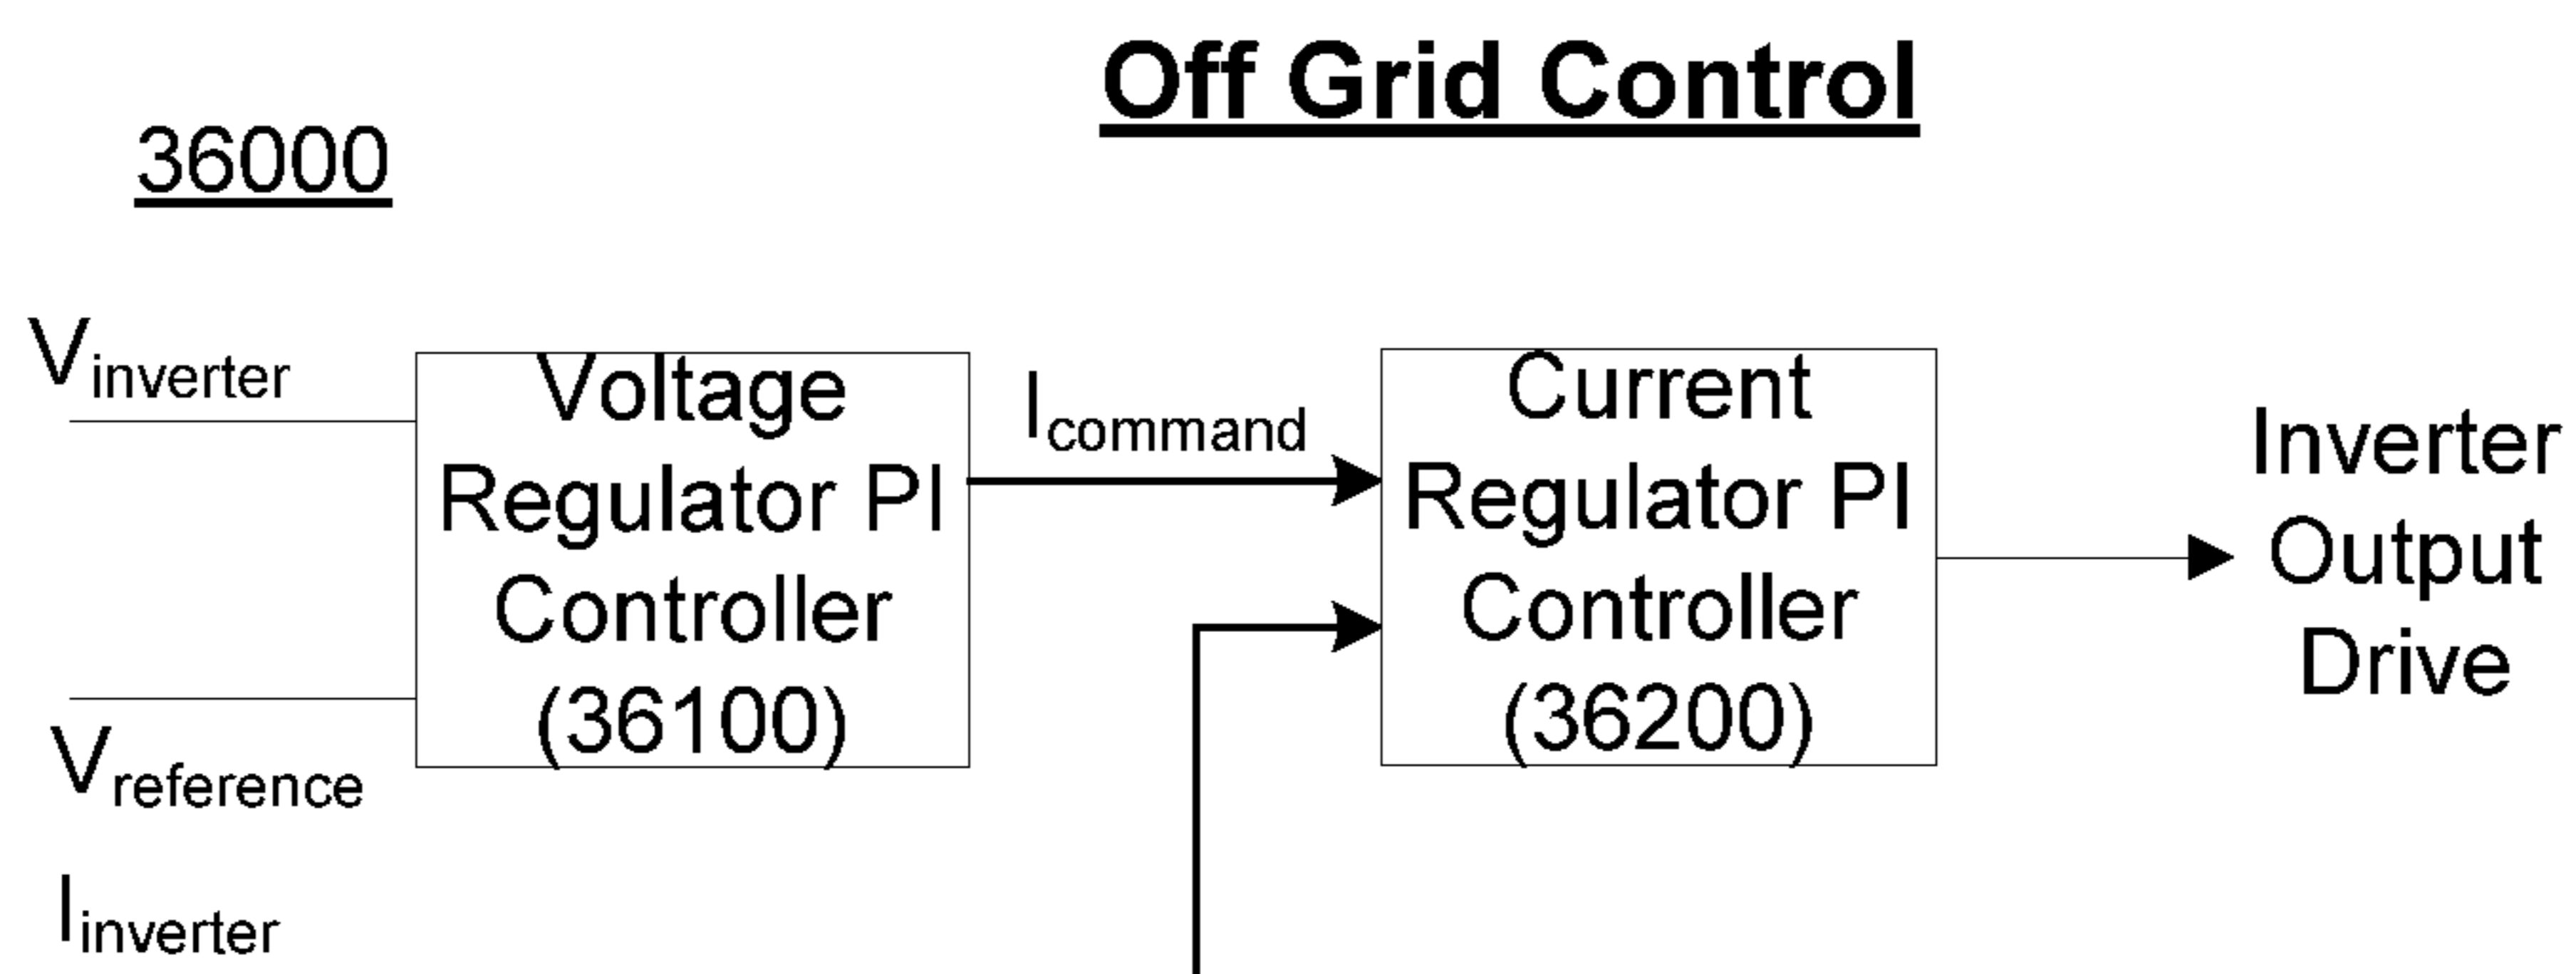 Off Grid Control
36000
Vinverter
Voltage
Regulator PI
Controller
(36100)
Icommand
Current
Regulator PI
Controller
(36200)
Inverter
Output
Drive
Vreference
Iinverter